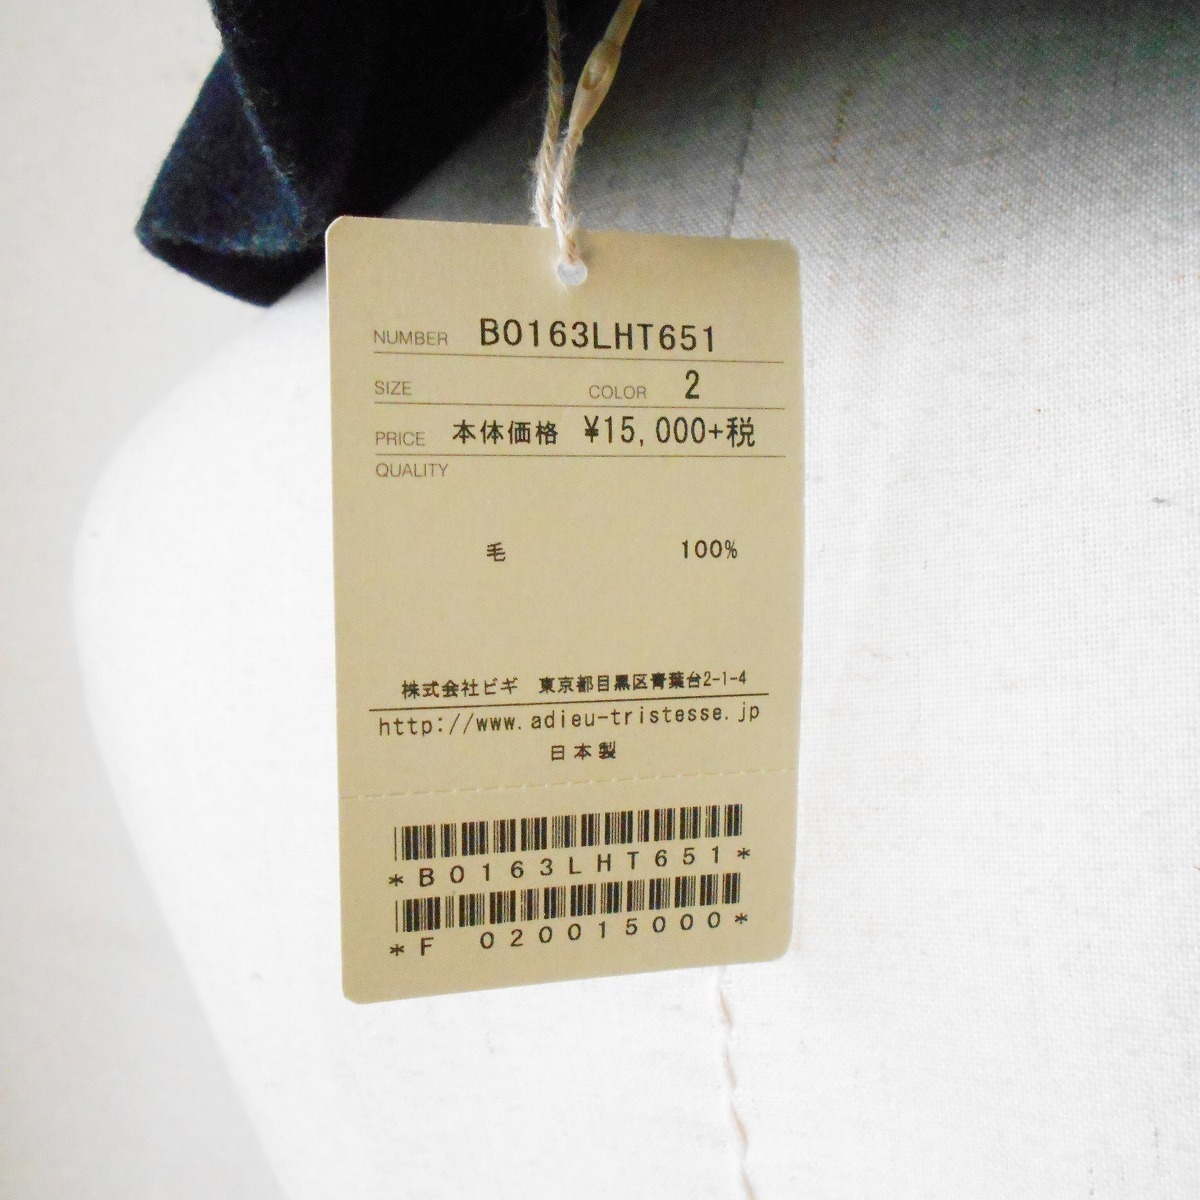 NUMBER B0163LHT651
SIZE COLOR 2
PRICE 本体価格 ¥15,000+税
QUALITY
毛 100%
株式会社ビギ 東京都目黒区青葉台2-1-4
http://www.adieu-tristesse.jp
日本製
*B0163LHT651*
*F 020015000*